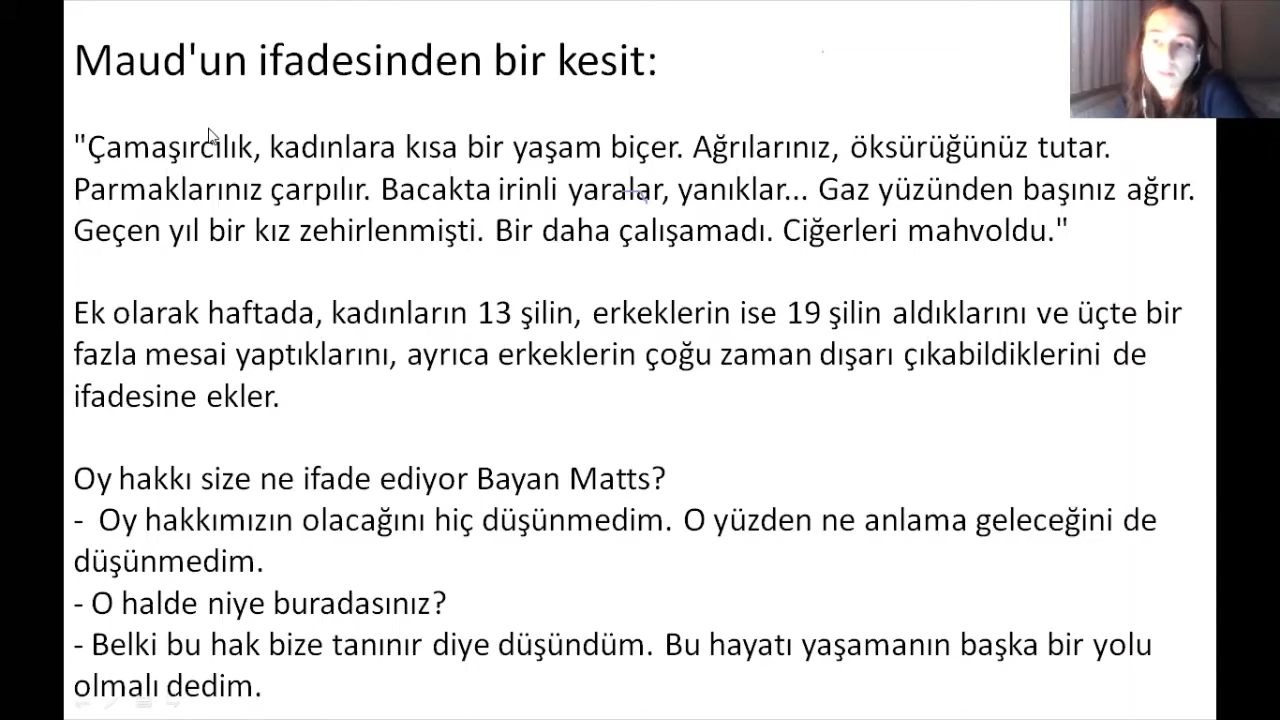 Maud'un ifadesinden bir kesit:
"Çamaşırcılık, kadınlara kısa bir yaşam biçer. Ağrılarınız, öksürüğünüz tutar.
Parmaklarınız çarpılır. Bacakta irinli yaralar, yanıklar... Gaz yüzünden başınız ağrır.
Geçen yıl bir kız zehirlenmişti. Bir daha çalışamadı. Ciğerleri mahvoldu."
Ek olarak haftada, kadınların 13 şilin, erkeklerin ise 19 şilin aldıklarını ve üçte bir
fazla mesai yaptıklarını, ayrıca erkeklerin çoğu zaman dışarı çıkabildiklerini de
ifadesine ekler.
Oy hakkı size ne ifade ediyor Bayan Matts?
- Oy hakkımızın olacağını hiç düşünmedim. O yüzden ne anlama geleceğini de
düşünmedim.
- O halde niye buradasınız?
- Belki bu hak bize tanınır diye düşündüm. Bu hayatı yaşamanın başka bir yolu
olmalı dedim.